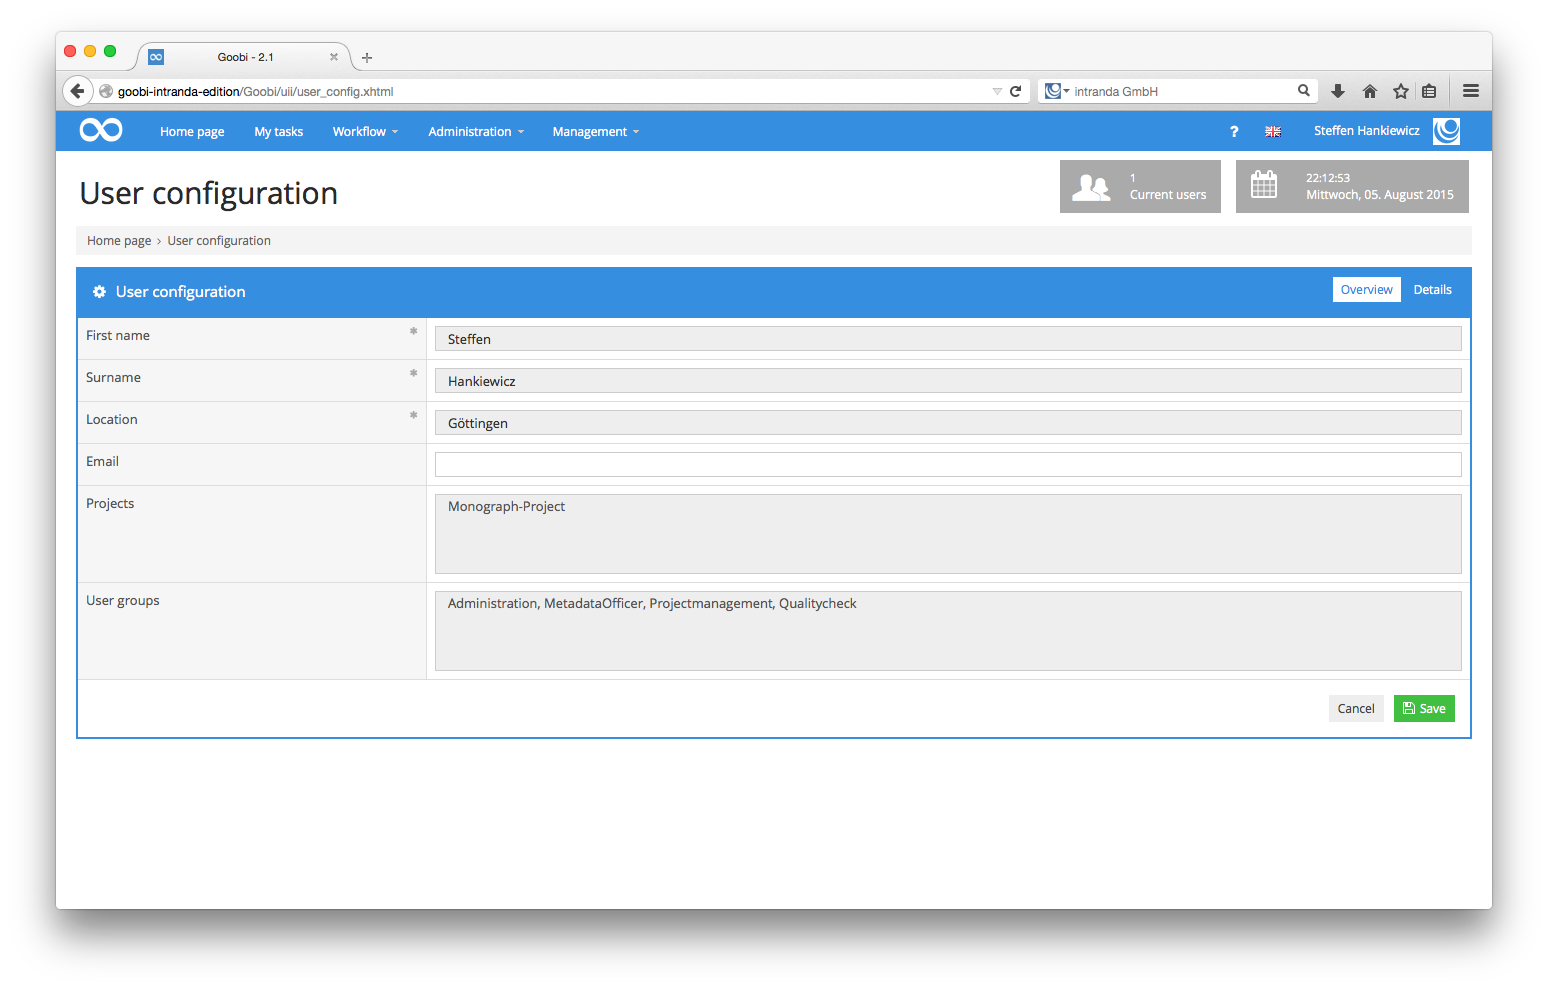 Goobi - 2.1
goobi-intranda-edition/Goobi/uii/user_config.xhtml
intranda GmbH
Home page My tasks Workflow Administration Management ? Steffen Hankiewicz
User configuration
1
Current users
22:12:53
Mittwoch, 05. August 2015
Home page › User configuration
User configuration Overview Details
First name * Steffen
Surname * Hankiewicz
Location * Göttingen
Email
Projects Monograph-Project
User groups Administration, MetadataOfficer, Projectmanagement, Qualitycheck
Cancel Save